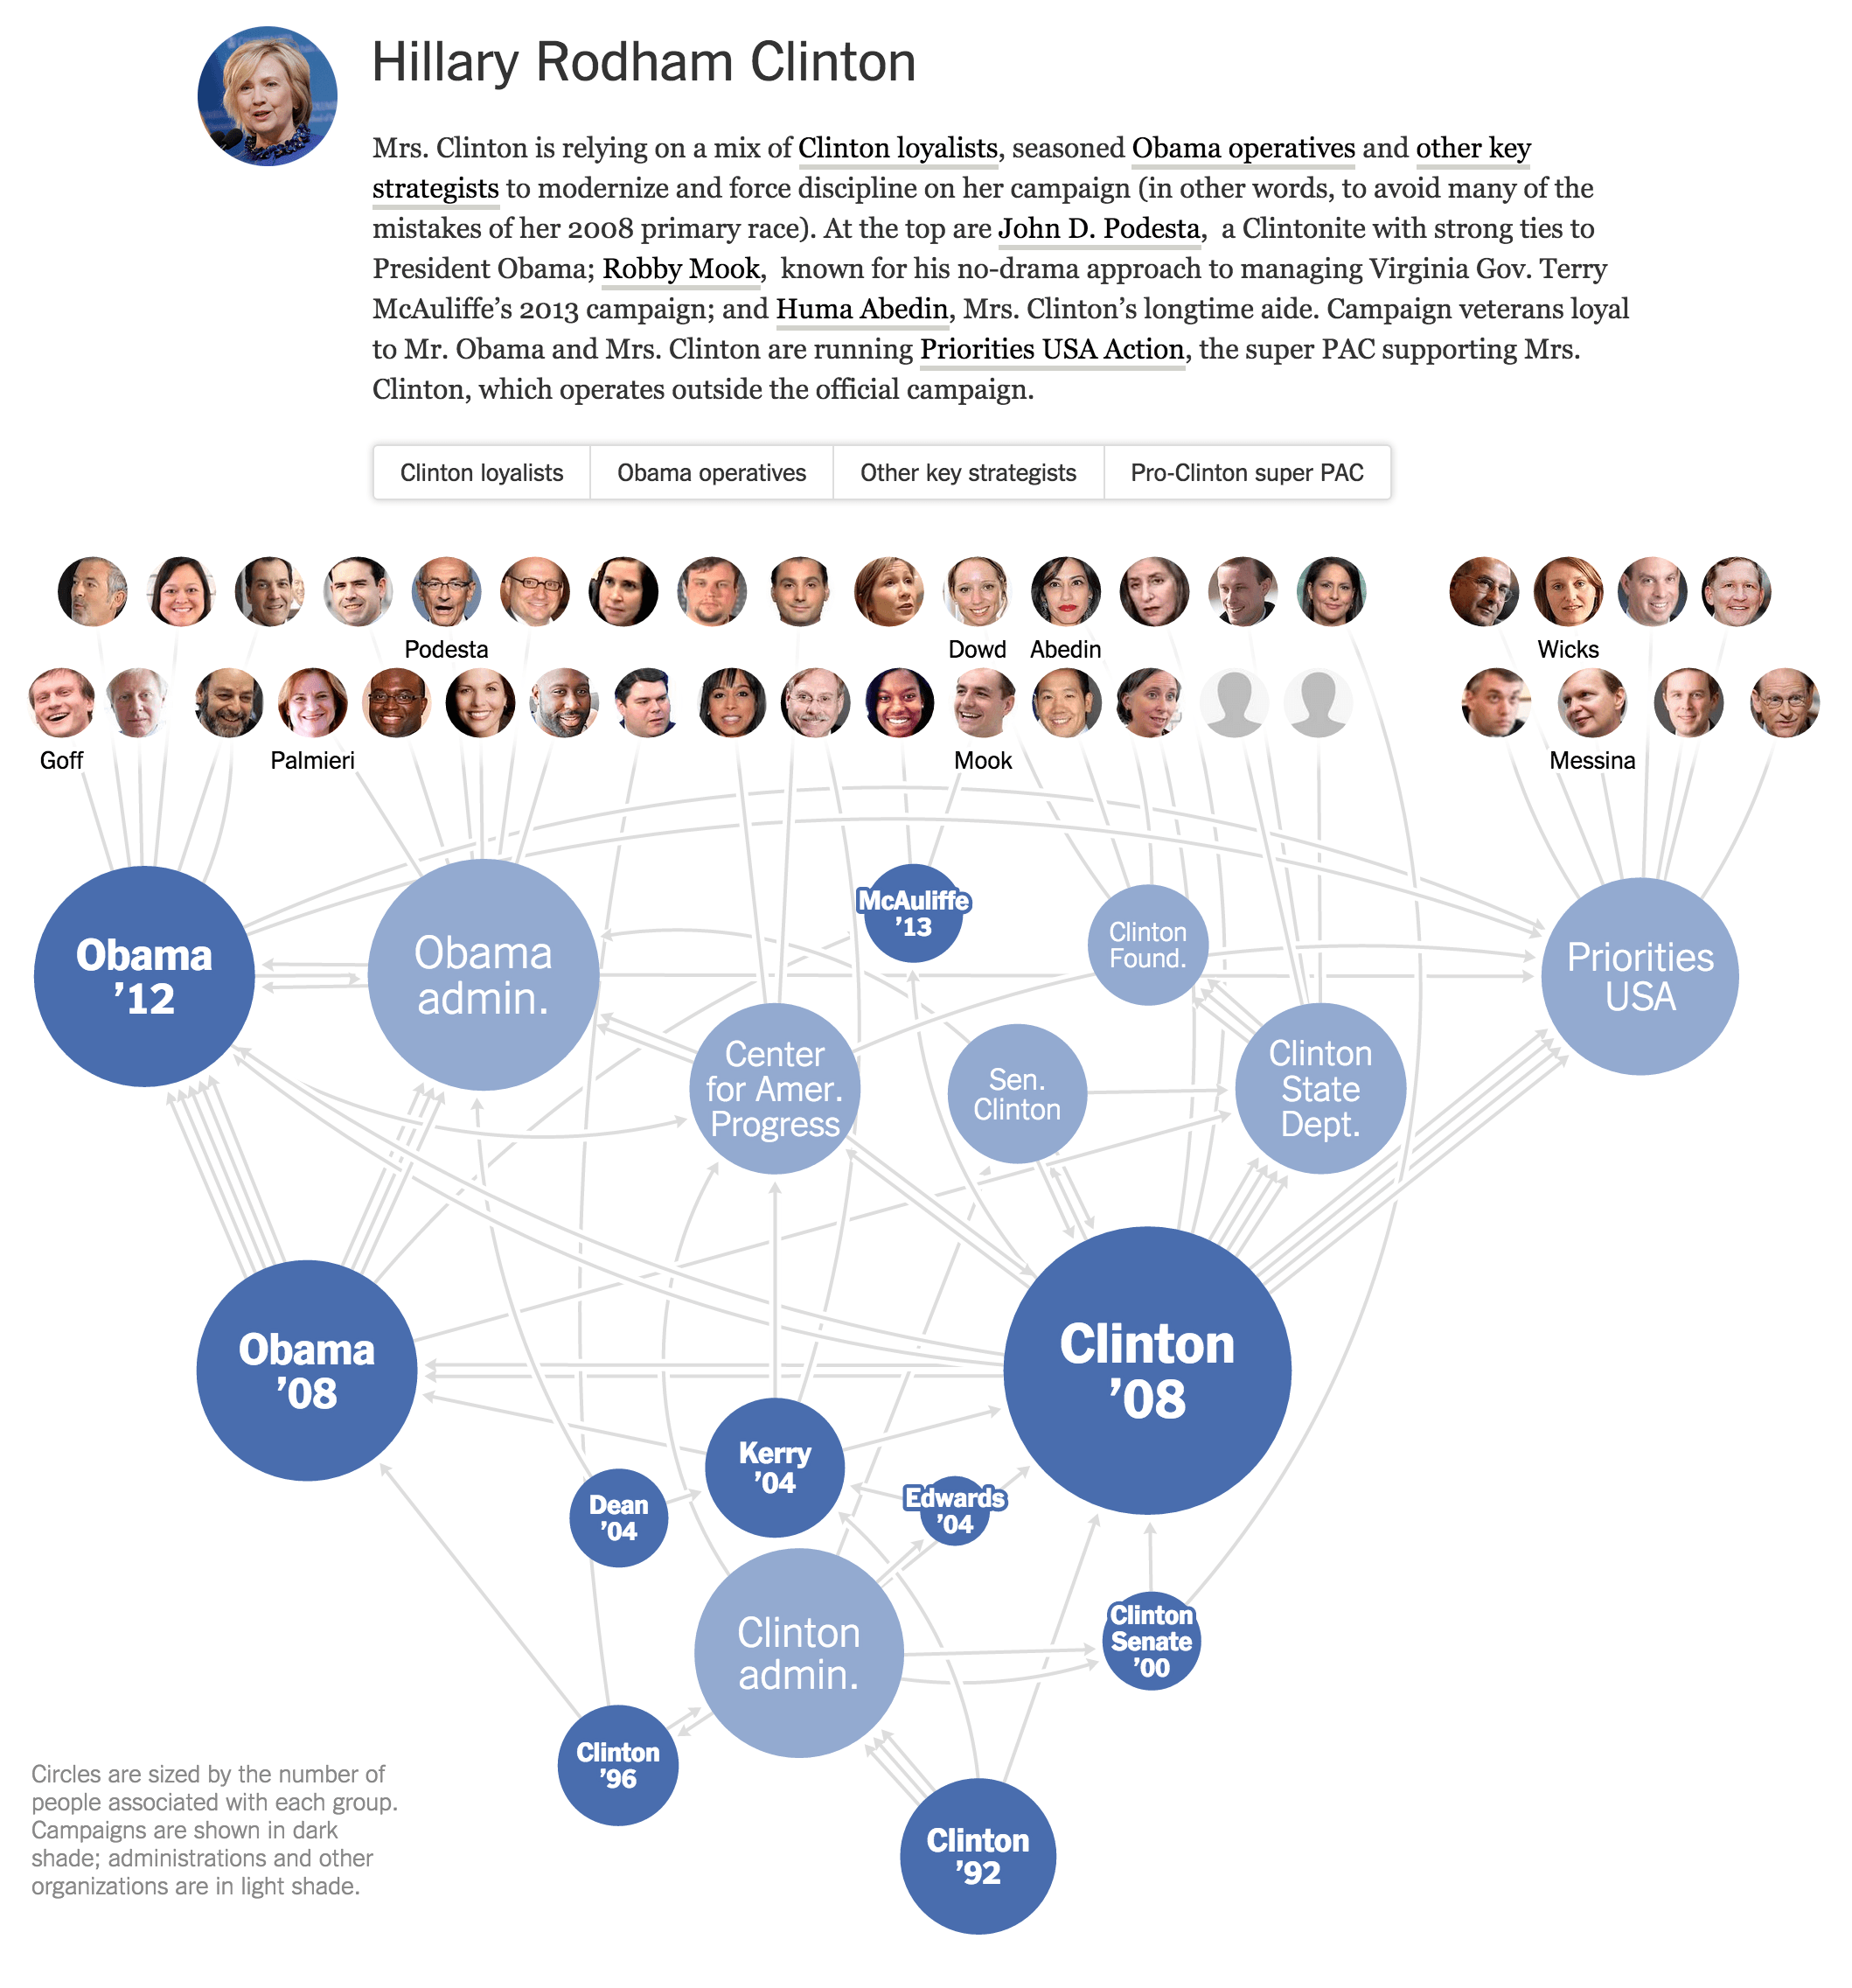 Hillary Rodham Clinton
Mrs. Clinton is relying on a mix of Clinton loyalists, seasoned Obama operatives and other key
strategists to modernize and force discipline on her campaign (in other words, to avoid many of the
mistakes of her 2008 primary race). At the top are John D. Podesta,  a Clintonite with strong ties to
President Obama; Robby Mook,  known for his no-drama approach to managing Virginia Gov. Terry
McAuliffe’s 2013 campaign; and Huma Abedin, Mrs. Clinton’s longtime aide. Campaign veterans loyal
to Mr. Obama and Mrs. Clinton are running Priorities USA Action, the super PAC supporting Mrs.
Clinton, which operates outside the official campaign.
Clinton loyalists
Obama operatives
Other key strategists
Pro-Clinton super PAC
Podesta
Dowd
Abedin
Wicks
Goff
Palmieri
Mook
Messina
McAuliffe
’13
Obama
’12
Obama
admin.
Clinton
Found.
Priorities
USA
Center
for Amer.
Progress
Sen.
Clinton
Clinton
State
Dept.
Obama
’08
Clinton
’08
Kerry
’04
Dean
’04
Edwards
’04
Clinton
admin.
Clinton
Senate
’00
Clinton
’96
Clinton
’92
Circles are sized by the number of
people associated with each group.
Campaigns are shown in dark
shade; administrations and other
organizations are in light shade.